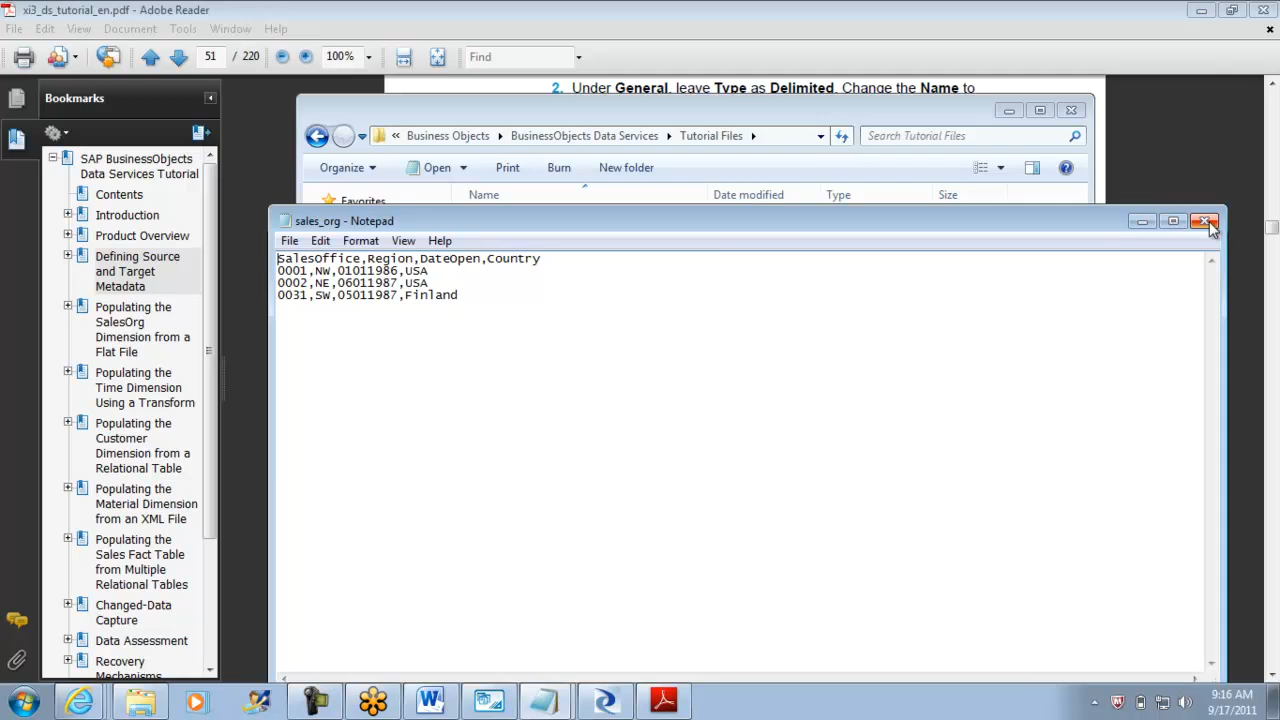 xi3_ds_tutorial_en.pdf - Adobe Reader
File Edit View Document Tools Window Help
51 / 220 100% Find
Bookmarks
SAP BusinessObjects
Data Services Tutorial
Contents
Introduction
Product Overview
Defining Source
and Target
Metadata
Populating the
SalesOrg
Dimension from a
Flat File
Populating the
Time Dimension
Using a Transform
Populating the
Customer
Dimension from a
Relational Table
Populating the
Material Dimension
from an XML File
Populating the
Sales Fact Table
from Multiple
Relational Tables
Changed-Data
Capture
Data Assessment
Recovery
Mechanisms
2. Under General, leave Type as Delimited. Change the Name to
« Business Objects BusinessObjects Data Services Tutorial Files Search Tutorial Files
Organize Open Print Burn New folder
Favorites Name Date modified Type Size
sales_org - Notepad
File Edit Format View Help
SalesOffice,Region,DateOpen,Country
0001,NW,01011986,USA
0002,NE,06011987,USA
0031,SW,05011987,Finland
9:16 AM
9/17/2011